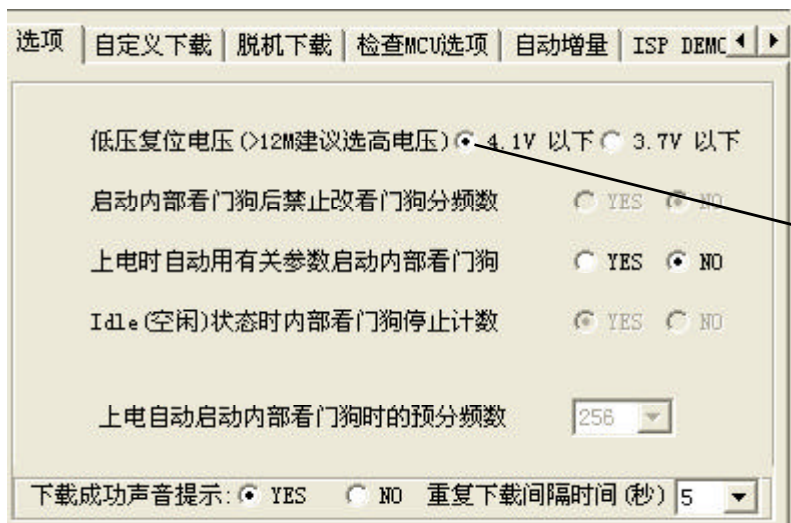 选项 自定义下载 脱机下载 检查MCU选项 自动增量 ISP DEMC
低压复位电压(>12M建议选高电压) 4.1V 以下 3.7V 以下
启动内部看门狗后禁止改看门狗分频数 YES NO
上电时自动用有关参数启动内部看门狗 YES NO
Idle(空闲)状态时内部看门狗停止计数 YES NO
上电自动启动内部看门狗时的预分频数 256
下载成功声音提示: YES NO 重复下载间隔时间(秒) 5